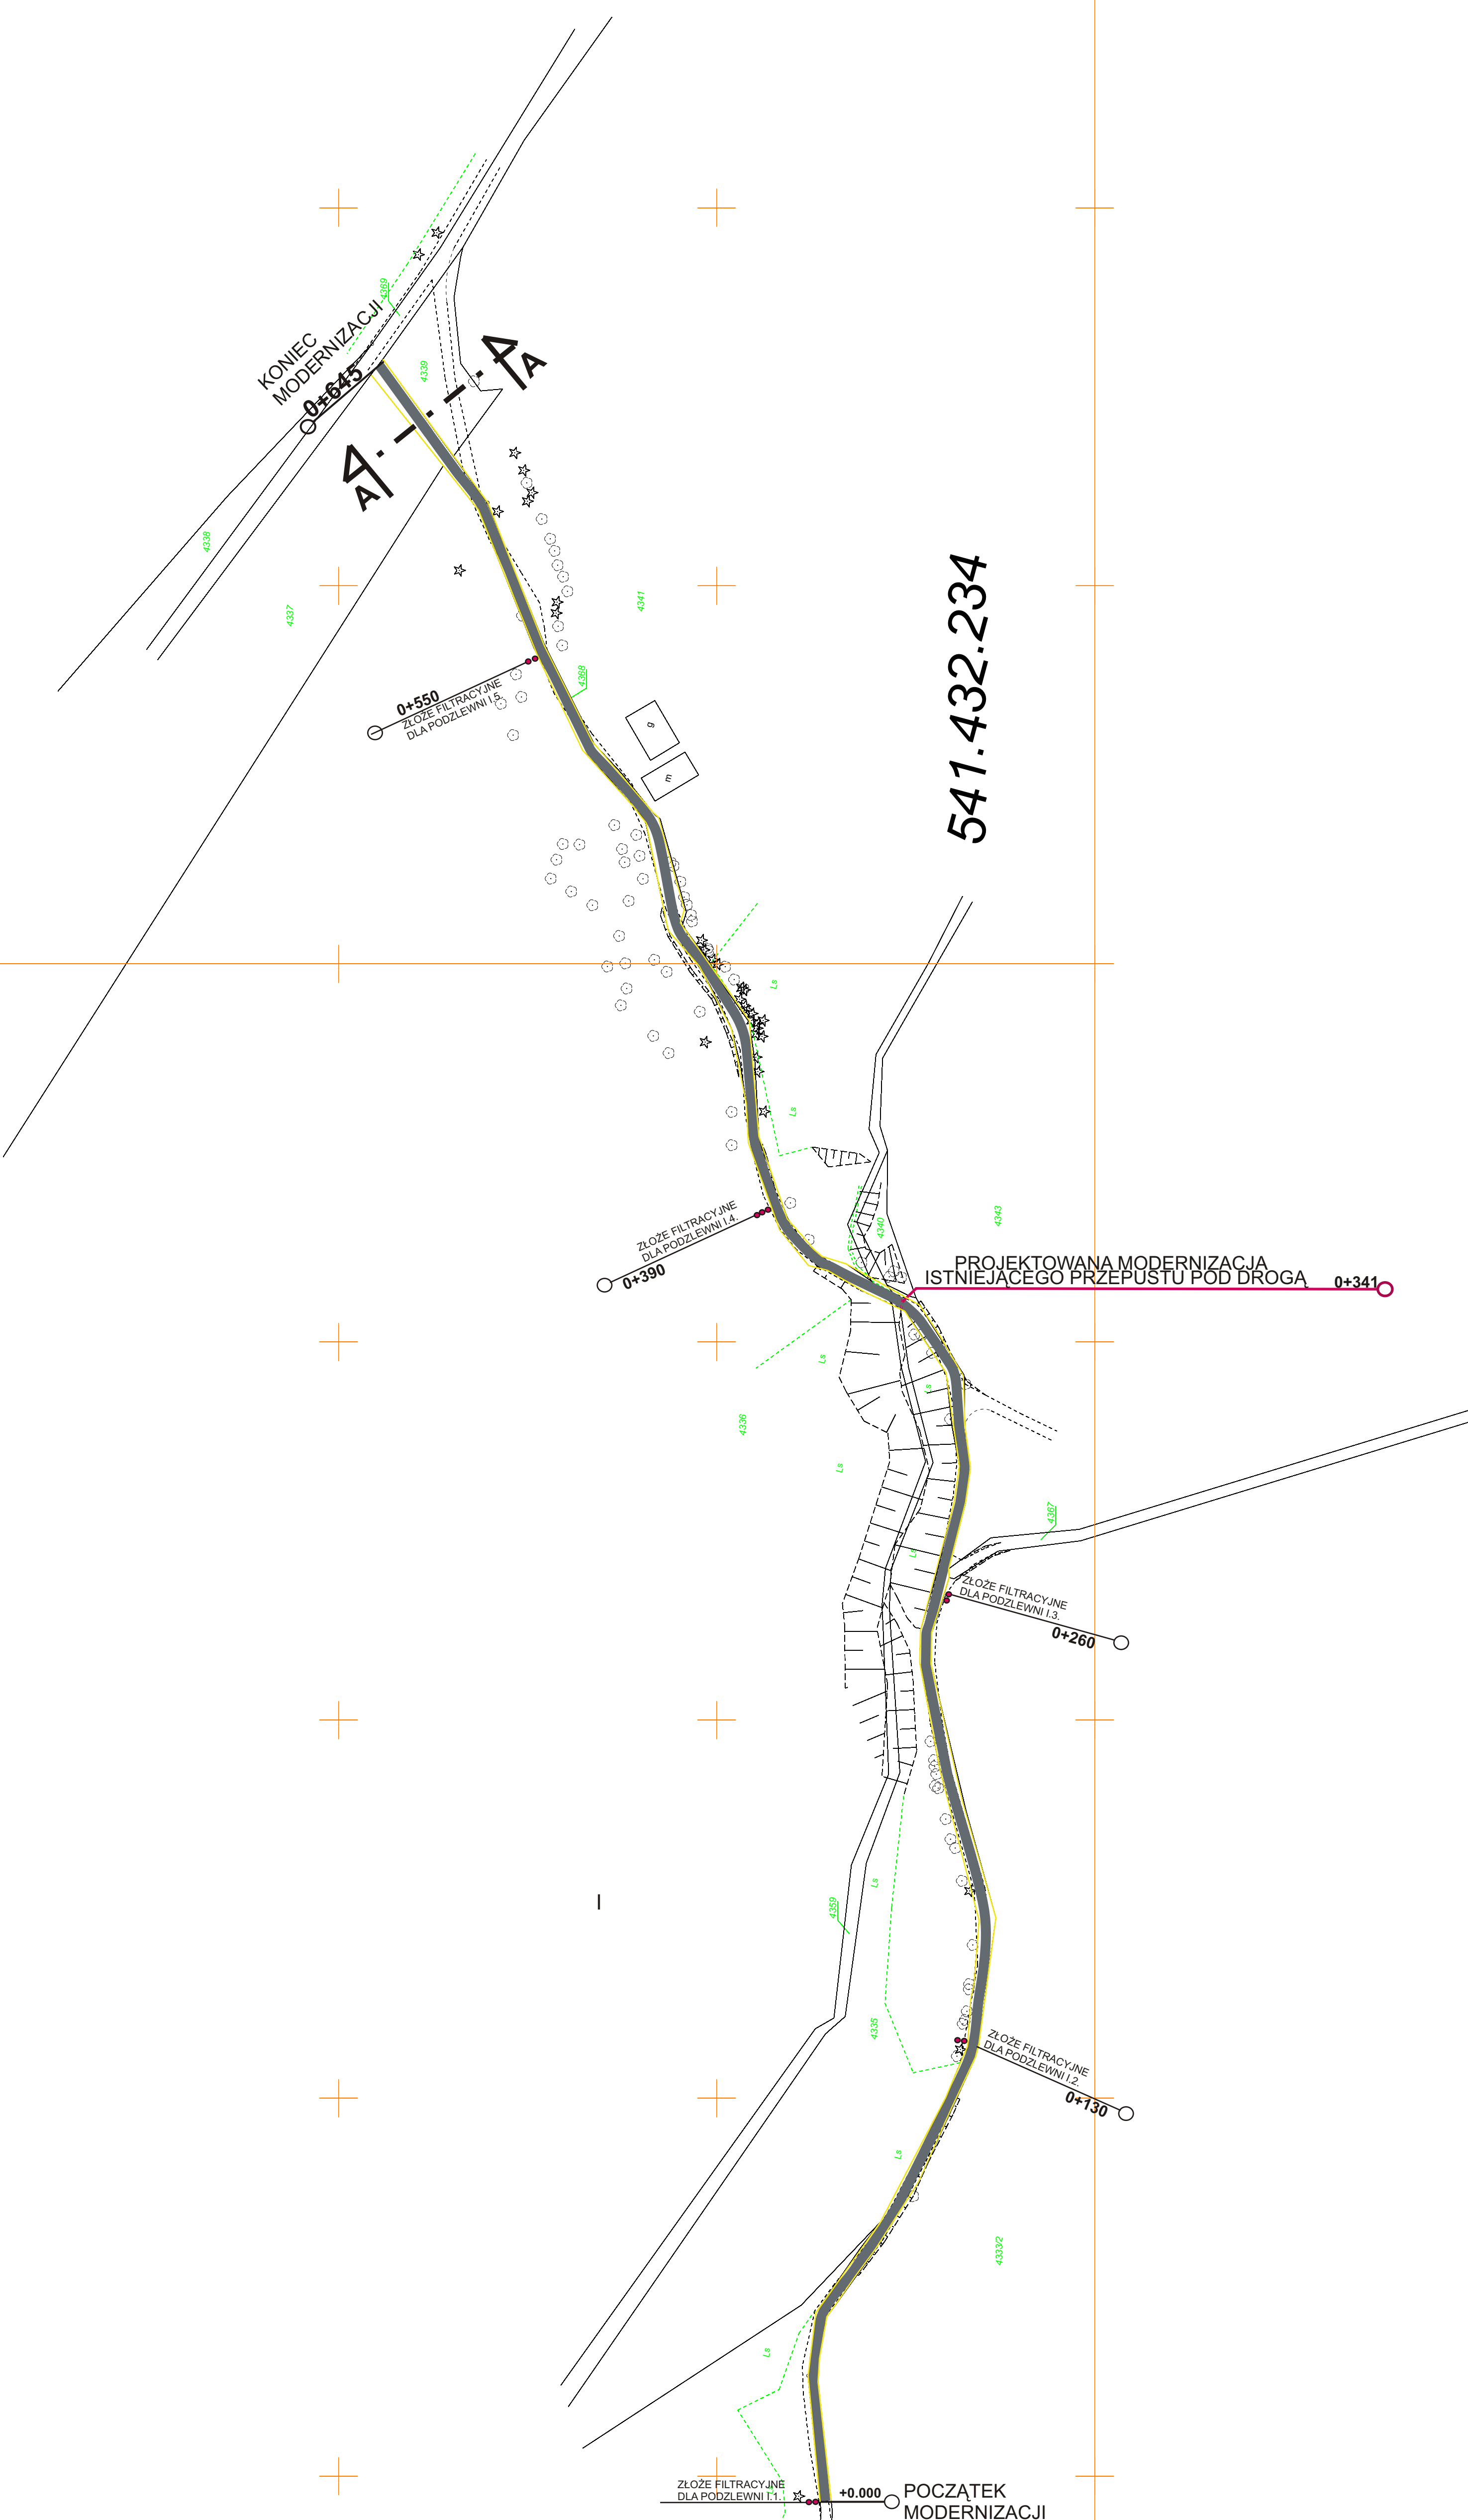 4369
KONIEC
MODERNIZACJI
0+645
4339
A
A
4338
4337
4341
541.432.234
4368
0+550
ZŁOŻE FILTRACYJNE
DLA PODZLEWNI I.5.
g
m
Ls
Ls
ZŁOŻE FILTRACYJNE
DLA PODZLEWNI I.4.
0+390
4340
4343
PROJEKTOWANA MODERNIZACJA
ISTNIEJĄCEGO PRZEPUSTU POD DROGĄ
0+341
Ls
Ls
4336
Ls
4367
Ls
ZŁOŻE FILTRACYJNE
DLA PODZLEWNI I.3.
0+260
I
Ls
4359
4335
ZŁOŻE FILTRACYJNE
DLA PODZLEWNI I.2.
0+130
Ls
4333/2
Ls
ZŁOŻE FILTRACYJNE
DLA PODZLEWNI I.1.
Ls
+0.000
POCZĄTEK
MODERNIZACJI